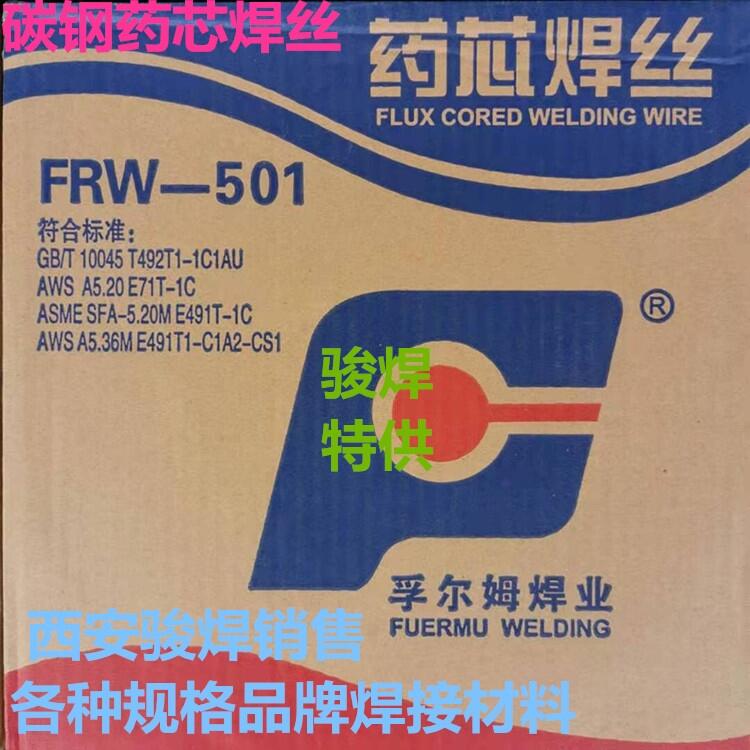 碳钢药芯焊丝
药芯焊丝
FLUX CORED WELDING WIRE
FRW—501
符合标准：
GB/T 10045 T492T1-1C1AU
AWS A5.20 E71T-1C
ASME SFA-5.20M E491T-1C
AWS A5.36M E491T1-C1A2-CS1
®
骏焊
特供
孚尔姆焊业
FUERMU WELDING
西安骏焊销售
各种规格品牌焊接材料